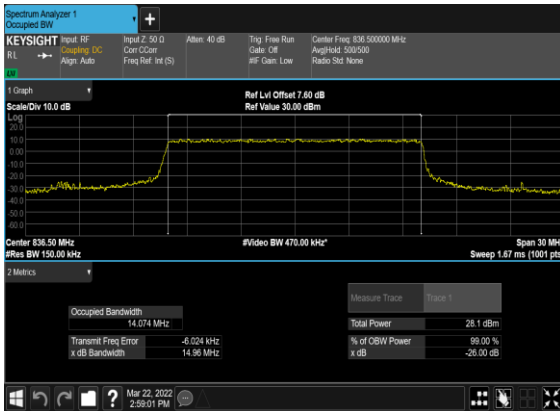 Spectrum Analyzer 1
Occupied BW
KEYSIGHT Input: RF Input Z: 50 Ω Atten: 40 dB Trig: Free Run Center Freq: 836.500000 MHz
RL Coupling: DC Corr CCorr Gate: Off Avg|Hold: 500/500
Align: Auto Freq Ref: Int (S) #IF Gain: Low Radio Std: None
LXI
1 Graph
Ref Lvl Offset 7.60 dB
Scale/Div 10.0 dB Ref Value 30.00 dBm
Log
20.0
10.0
0.00
-10.0
-20.0
-30.0
-40.0
-50.0
-60.0
Center 836.50 MHz #Video BW 470.00 kHz* Span 30 MH
#Res BW 150.00 kHz Sweep 1.67 ms (1001 pts
2 Metrics
Measure Trace Trace 1
Occupied Bandwidth
14.074 MHz Total Power 28.1 dBm
Transmit Freq Error -6.024 kHz % of OBW Power 99.00 %
x dB Bandwidth 14.96 MHz x dB -26.00 dB
Mar 22, 2022
2:59:01 PM